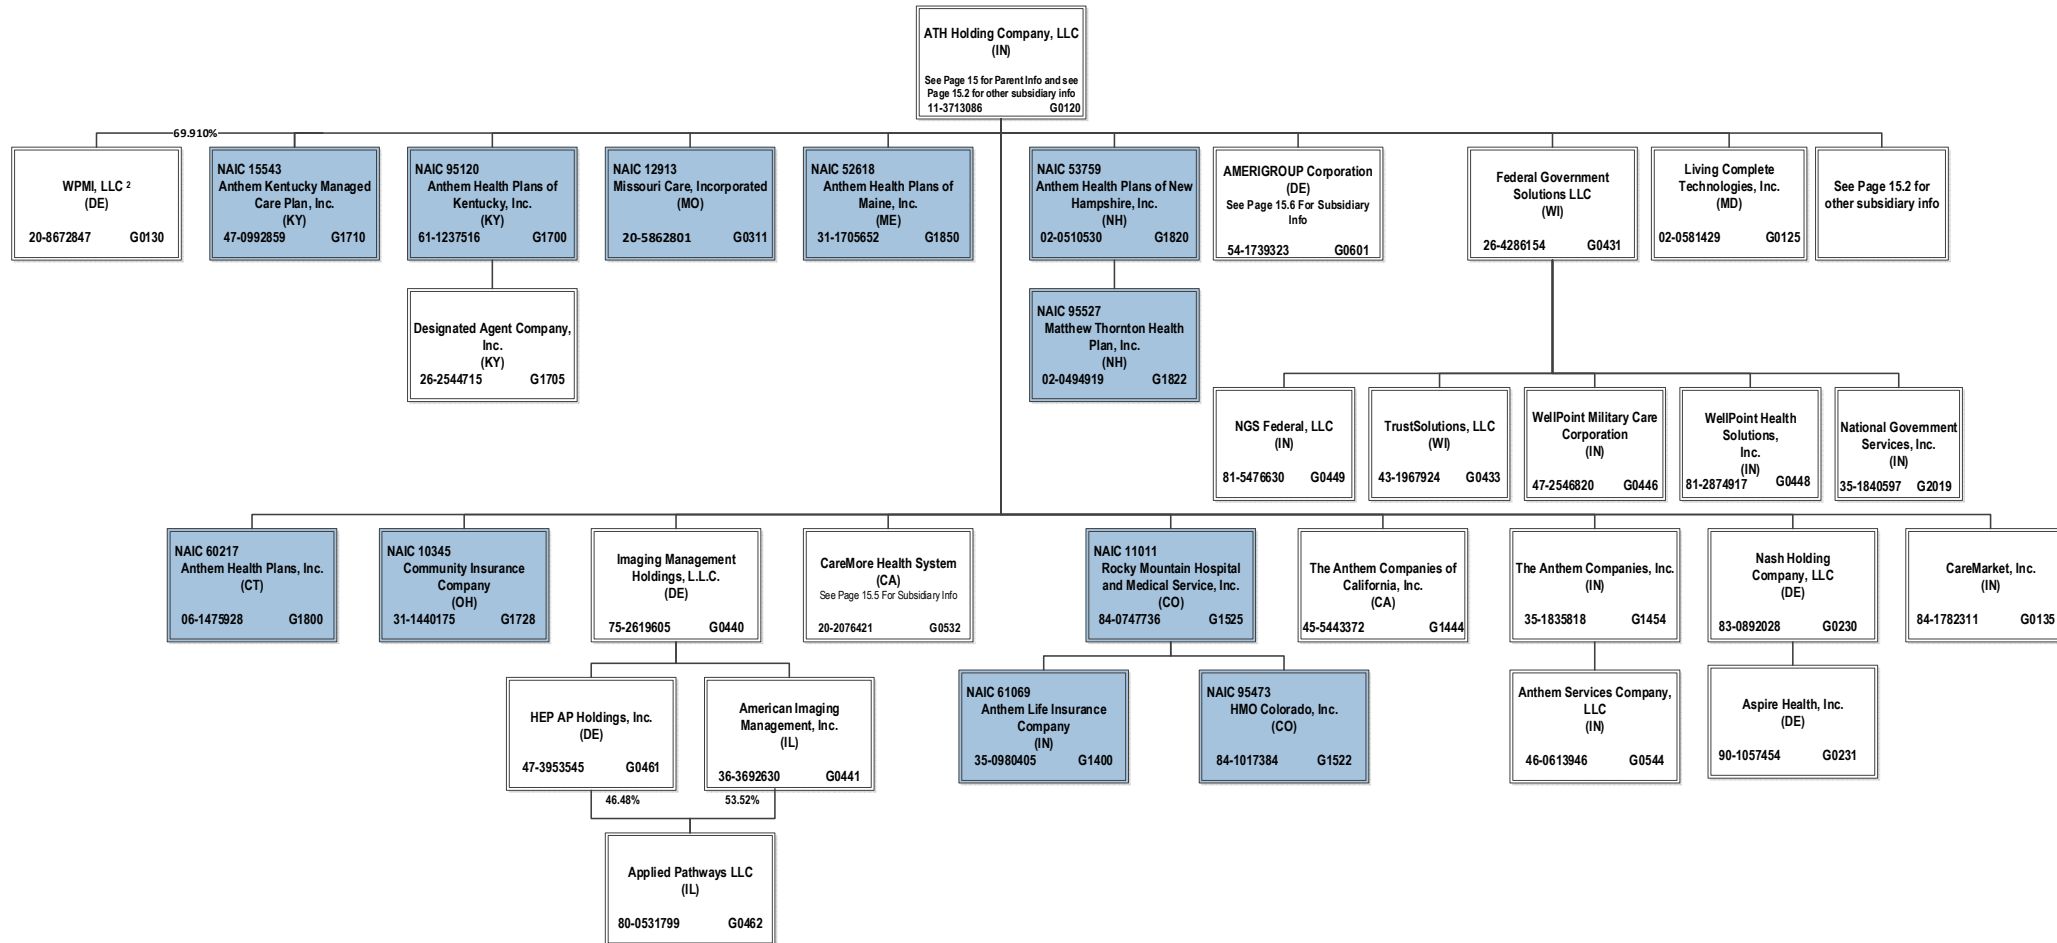 ATH Holding Company, LLC
(IN)
See Page 15 for Parent Info and see
Page 15.2 for other subsidiary info
11-3713086 G0120
69.910%
WPMI, LLC ²
(DE)
20-8672847 G0130
NAIC 15543
Anthem Kentucky Managed
Care Plan, Inc.
(KY)
47-0992859 G1710
NAIC 95120
Anthem Health Plans of
Kentucky, Inc.
(KY)
61-1237516 G1700
NAIC 12913
Missouri Care, Incorporated
(MO)
20-5862801 G0311
NAIC 52618
Anthem Health Plans of
Maine, Inc.
(ME)
31-1705652 G1850
NAIC 53759
Anthem Health Plans of New
Hampshire, Inc.
(NH)
02-0510530 G1820
AMERIGROUP Corporation
(DE)
See Page 15.6 For Subsidiary
Info
54-1739323 G0601
Federal Government
Solutions LLC
(WI)
26-4286154 G0431
Living Complete
Technologies, Inc.
(MD)
02-0581429 G0125
See Page 15.2 for
other subsidiary info
Designated Agent Company,
Inc.
(KY)
26-2544715 G1705
NAIC 95527
Matthew Thornton Health
Plan, Inc.
(NH)
02-0494919 G1822
NGS Federal, LLC
(IN)
81-5476630 G0449
TrustSolutions, LLC
(WI)
43-1967924 G0433
WellPoint Military Care
Corporation
(IN)
47-2546820 G0446
WellPoint Health
Solutions,
Inc.
(IN)
81-2874917 G0448
National Government
Services, Inc.
(IN)
35-1840597 G2019
NAIC 60217
Anthem Health Plans, Inc.
(CT)
06-1475928 G1800
NAIC 10345
Community Insurance
Company
(OH)
31-1440175 G1728
Imaging Management
Holdings, L.L.C.
(DE)
75-2619605 G0440
CareMore Health System
(CA)
See Page 15.5 For Subsidiary Info
20-2076421 G0532
NAIC 11011
Rocky Mountain Hospital
and Medical Service, Inc.
(CO)
84-0747736 G1525
The Anthem Companies of
California, Inc.
(CA)
45-5443372 G1444
The Anthem Companies, Inc.
(IN)
35-1835818 G1454
Nash Holding
Company, LLC
(DE)
83-0892028 G0230
CareMarket, Inc.
(IN)
84-1782311 G0135
HEP AP Holdings, Inc.
(DE)
47-3953545 G0461
American Imaging
Management, Inc.
(IL)
36-3692630 G0441
NAIC 61069
Anthem Life Insurance
Company
(IN)
35-0980405 G1400
NAIC 95473
HMO Colorado, Inc.
(CO)
84-1017384 G1522
Anthem Services Company,
LLC
(IN)
46-0613946 G0544
Aspire Health, Inc.
(DE)
90-1057454 G0231
46.48% 53.52%
Applied Pathways LLC
(IL)
80-0531799 G0462